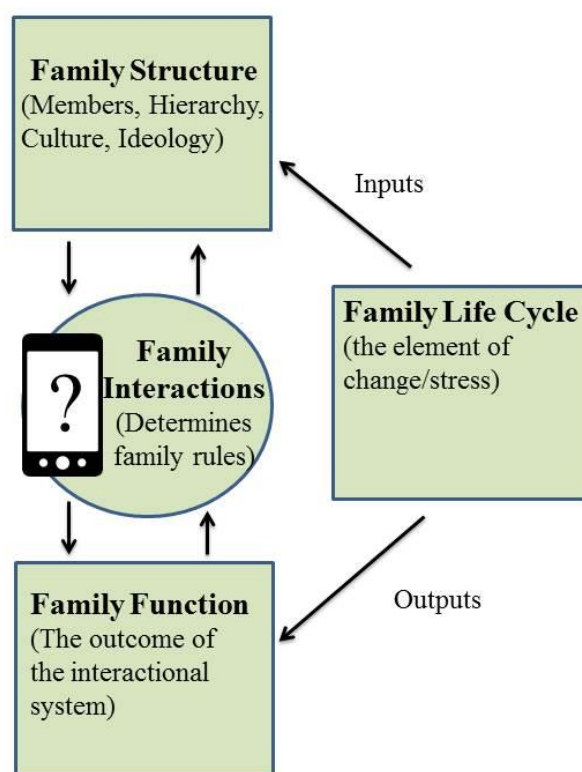 Family Structure
(Members, Hierarchy,
Culture, Ideology)
Inputs
Family Life Cycle
(the element of
change/stress)
?
Family
Interactions
(Determines
family rules)
Family Function
(The outcome of
the interactional
system)
Outputs